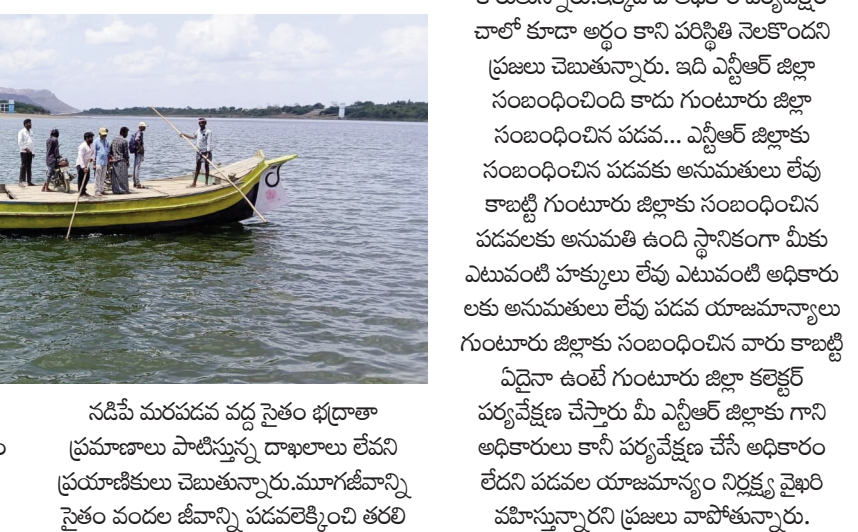 నడిపే మరపడవ వద్ద సైతం భద్రాతా
ప్రమాణాలు పాటిస్తున్న దాఖలాలు లేవని
ప్రయాణికులు చెబుతున్నారు.మూగజీవాన్ని
సైతం వందల జీవాన్ని పడవలెక్కించి తరలి
చాలో కూడా అర్థం కాని పరిస్థితి నెలకొందని
ప్రజలు చెబుతున్నారు. ఇది ఎన్టీఆర్ జిల్లా
సంబంధించింది కాదు గుంటూరు జిల్లా
సంబంధించిన పడవ... ఎన్టీఆర్ జిల్లాకు
సంబంధించిన పడవకు అనుమతులు లేవు
కాబట్టి గుంటూరు జిల్లాకు సంబంధించిన
పడవలకు అనుమతి ఉంది స్థానికంగా మీకు
ఎటువంటి హక్కులు లేవు ఎటువంటి అధికారు
లకు అనుమతులు లేవు పడవ యాజమాన్యాలు
గుంటూరు జిల్లాకు సంబంధించిన వారు కాబట్టి
ఏదైనా ఉంటే గుంటూరు జిల్లా కలెక్టర్
పర్యవేక్షణ చేస్తారు మీ ఎన్టీఆర్ జిల్లాకు గాని
అధికారులు కానీ పర్యవేక్షణ చేసే అధికారం
లేదని పడవల యాజమాన్యం నిర్లక్ష్య వైఖరి
వహిస్తున్నారని ప్రజలు వాపోతున్నారు.